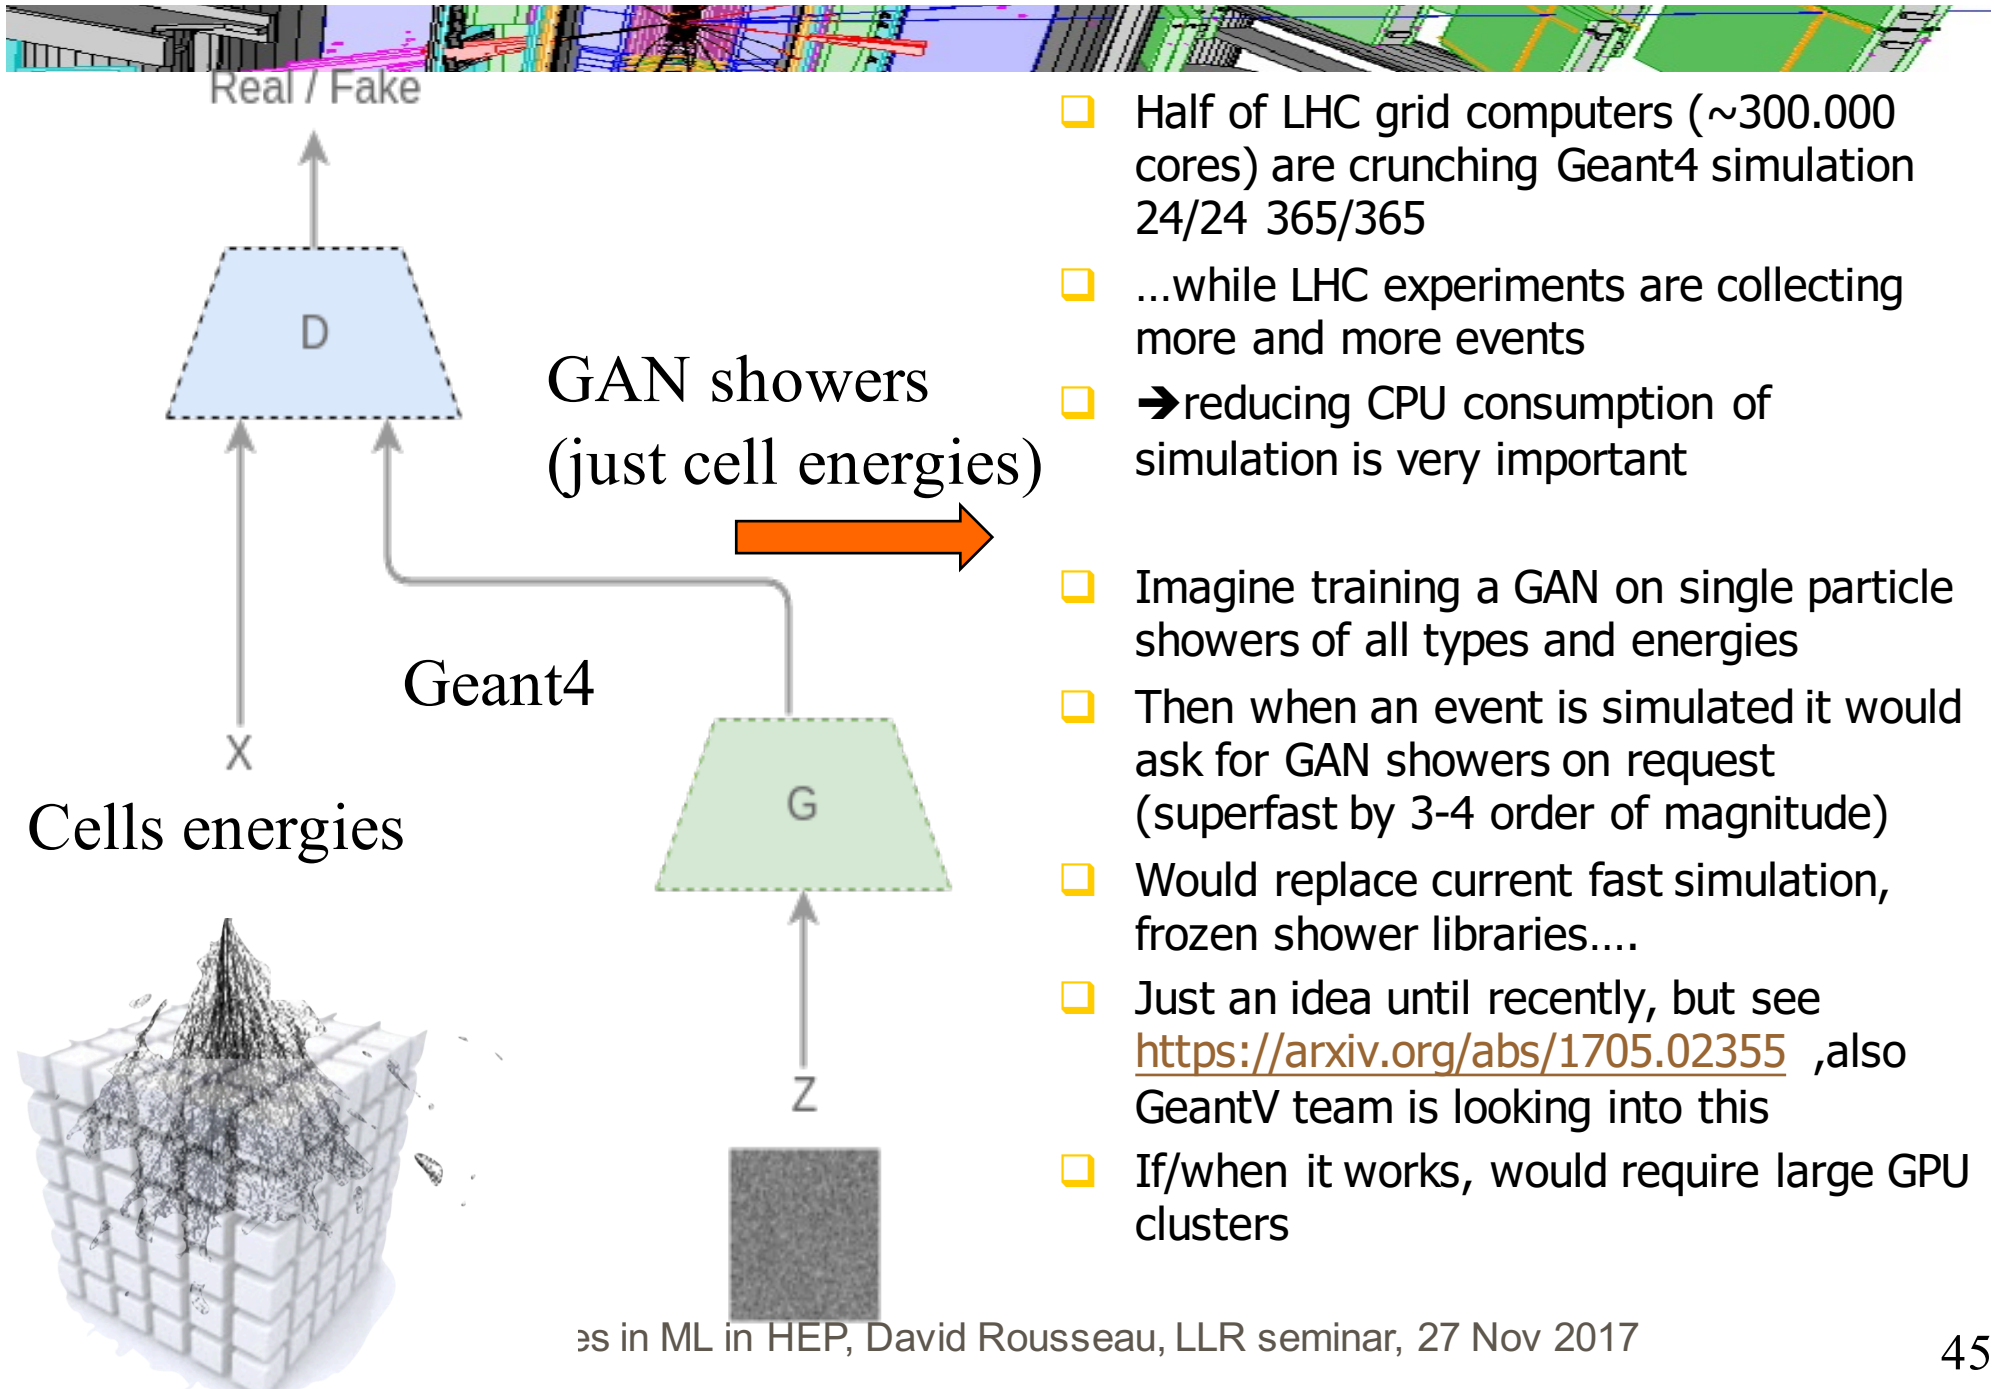 Real / Fake
D
GAN showers
(just cell energies)
Geant4
X
Cells energies
G
Z
Half of LHC grid computers (~300.000
cores) are crunching Geant4 simulation
24/24 365/365
...while LHC experiments are collecting
more and more events
➔reducing CPU consumption of
simulation is very important
Imagine training a GAN on single particle
showers of all types and energies
Then when an event is simulated it would
ask for GAN showers on request
(superfast by 3-4 order of magnitude)
Would replace current fast simulation,
frozen shower libraries....
Just an idea until recently, but see
https://arxiv.org/abs/1705.02355 ,also
GeantV team is looking into this
If/when it works, would require large GPU
clusters
in ML in HEP, David Rousseau, LLR seminar, 27 Nov 2017
45